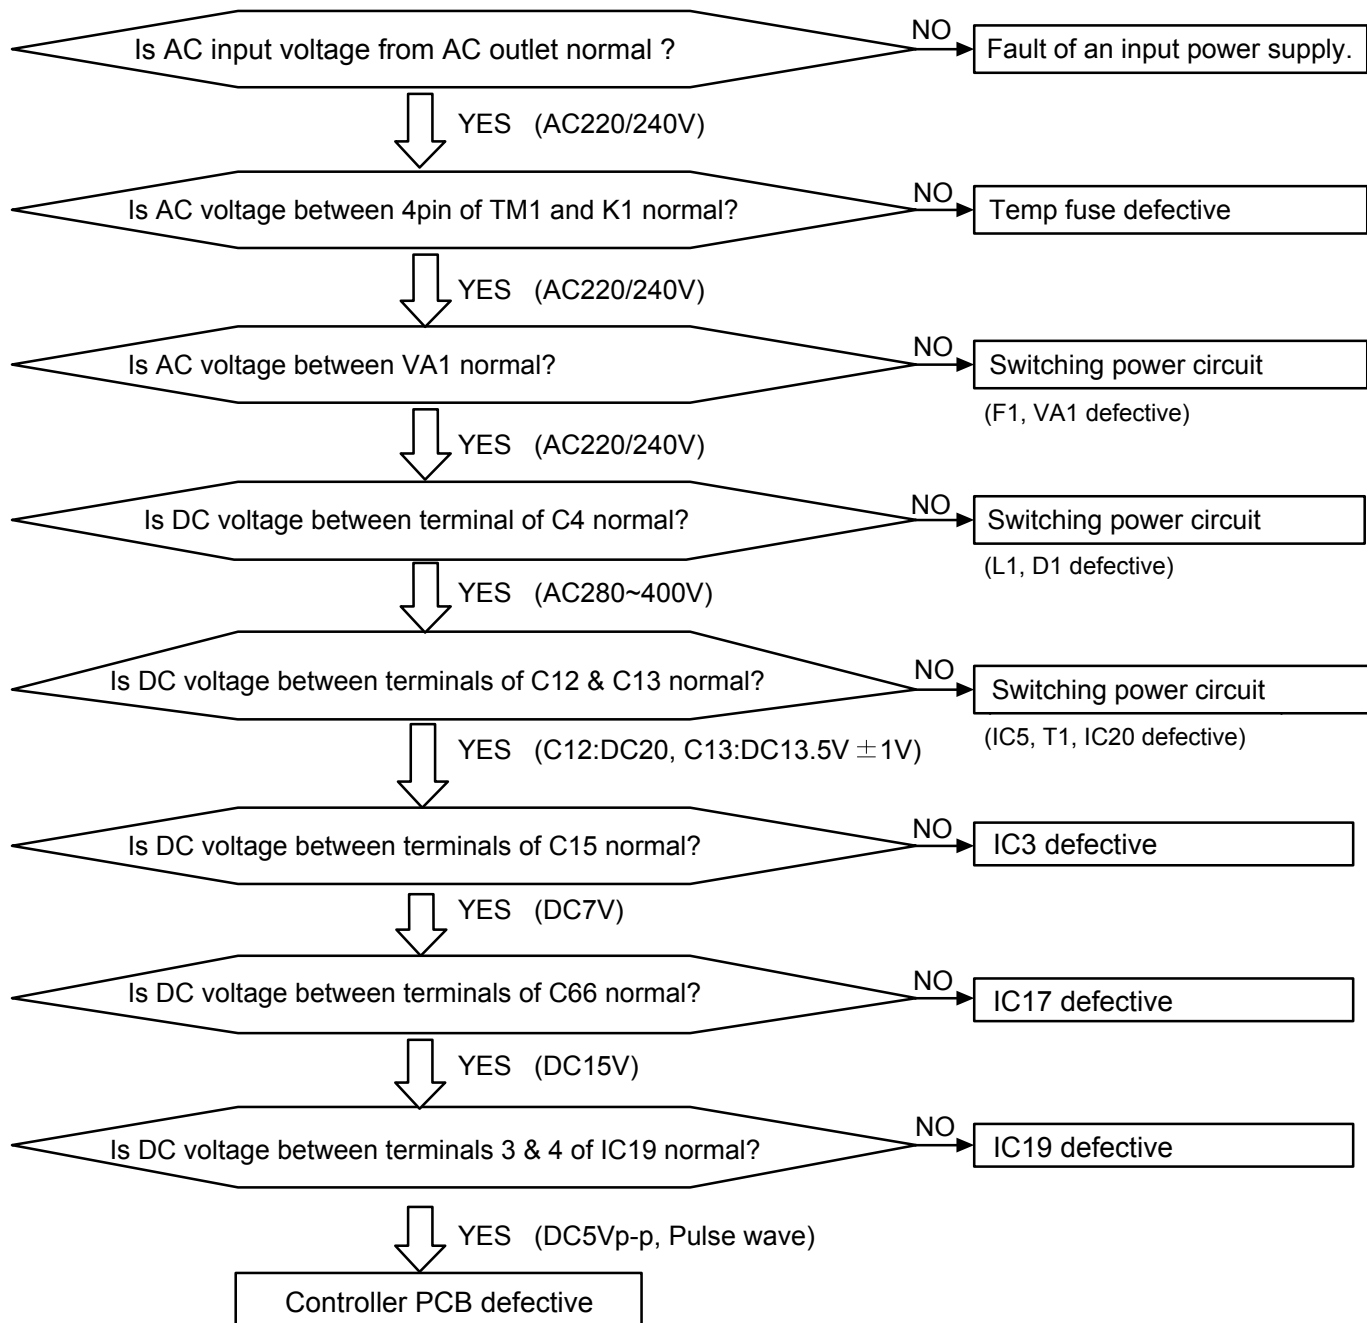 Is AC input voltage from AC outlet normal ?
NO
Fault of an input power supply.
YES (AC220/240V)
Is AC voltage between 4pin of TM1 and K1 normal?
NO
Temp fuse defective
YES (AC220/240V)
Is AC voltage between VA1 normal?
NO
Switching power circuit
(F1, VA1 defective)
YES (AC220/240V)
Is DC voltage between terminal of C4 normal?
NO
Switching power circuit
(L1, D1 defective)
YES (AC280~400V)
Is DC voltage between terminals of C12 & C13 normal?
NO
Switching power circuit
(IC5, T1, IC20 defective)
YES (C12:DC20, C13:DC13.5V ±1V)
Is DC voltage between terminals of C15 normal?
NO
IC3 defective
YES (DC7V)
Is DC voltage between terminals of C66 normal?
NO
IC17 defective
YES (DC15V)
Is DC voltage between terminals 3 & 4 of IC19 normal?
NO
IC19 defective
YES (DC5Vp-p, Pulse wave)
Controller PCB defective